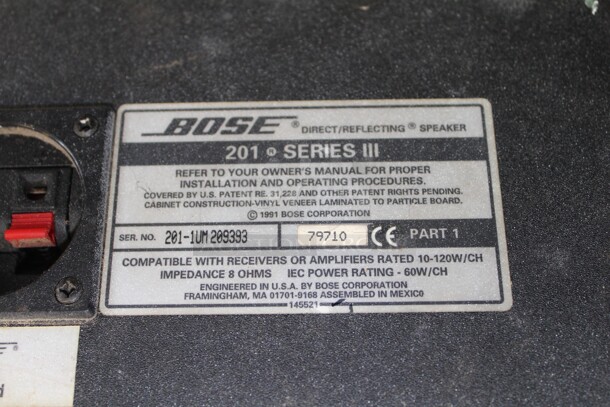 BOSE ® DIRECT/REFLECTING ® SPEAKER
201 ® SERIES III
REFER TO YOUR OWNER'S MANUAL FOR PROPER
INSTALLATION AND OPERATING PROCEDURES.
COVERED BY U.S. PATENT RE. 31,228 AND OTHER PATENT RIGHTS PENDING.
CABINET CONSTRUCTION-VINYL VENEER LAMINATED TO PARTICLE BOARD.
© 1991 BOSE CORPORATION
SER. NO. 201-1UM 209393 79710 CE PART 1
COMPATIBLE WITH RECEIVERS OR AMPLIFIERS RATED 10-120W/CH
IMPEDANCE 8 OHMS IEC POWER RATING - 60W/CH
ENGINEERED IN U.S.A. BY BOSE CORPORATION
FRAMINGHAM, MA 01701-9168 ASSEMBLED IN MEXICO
145521